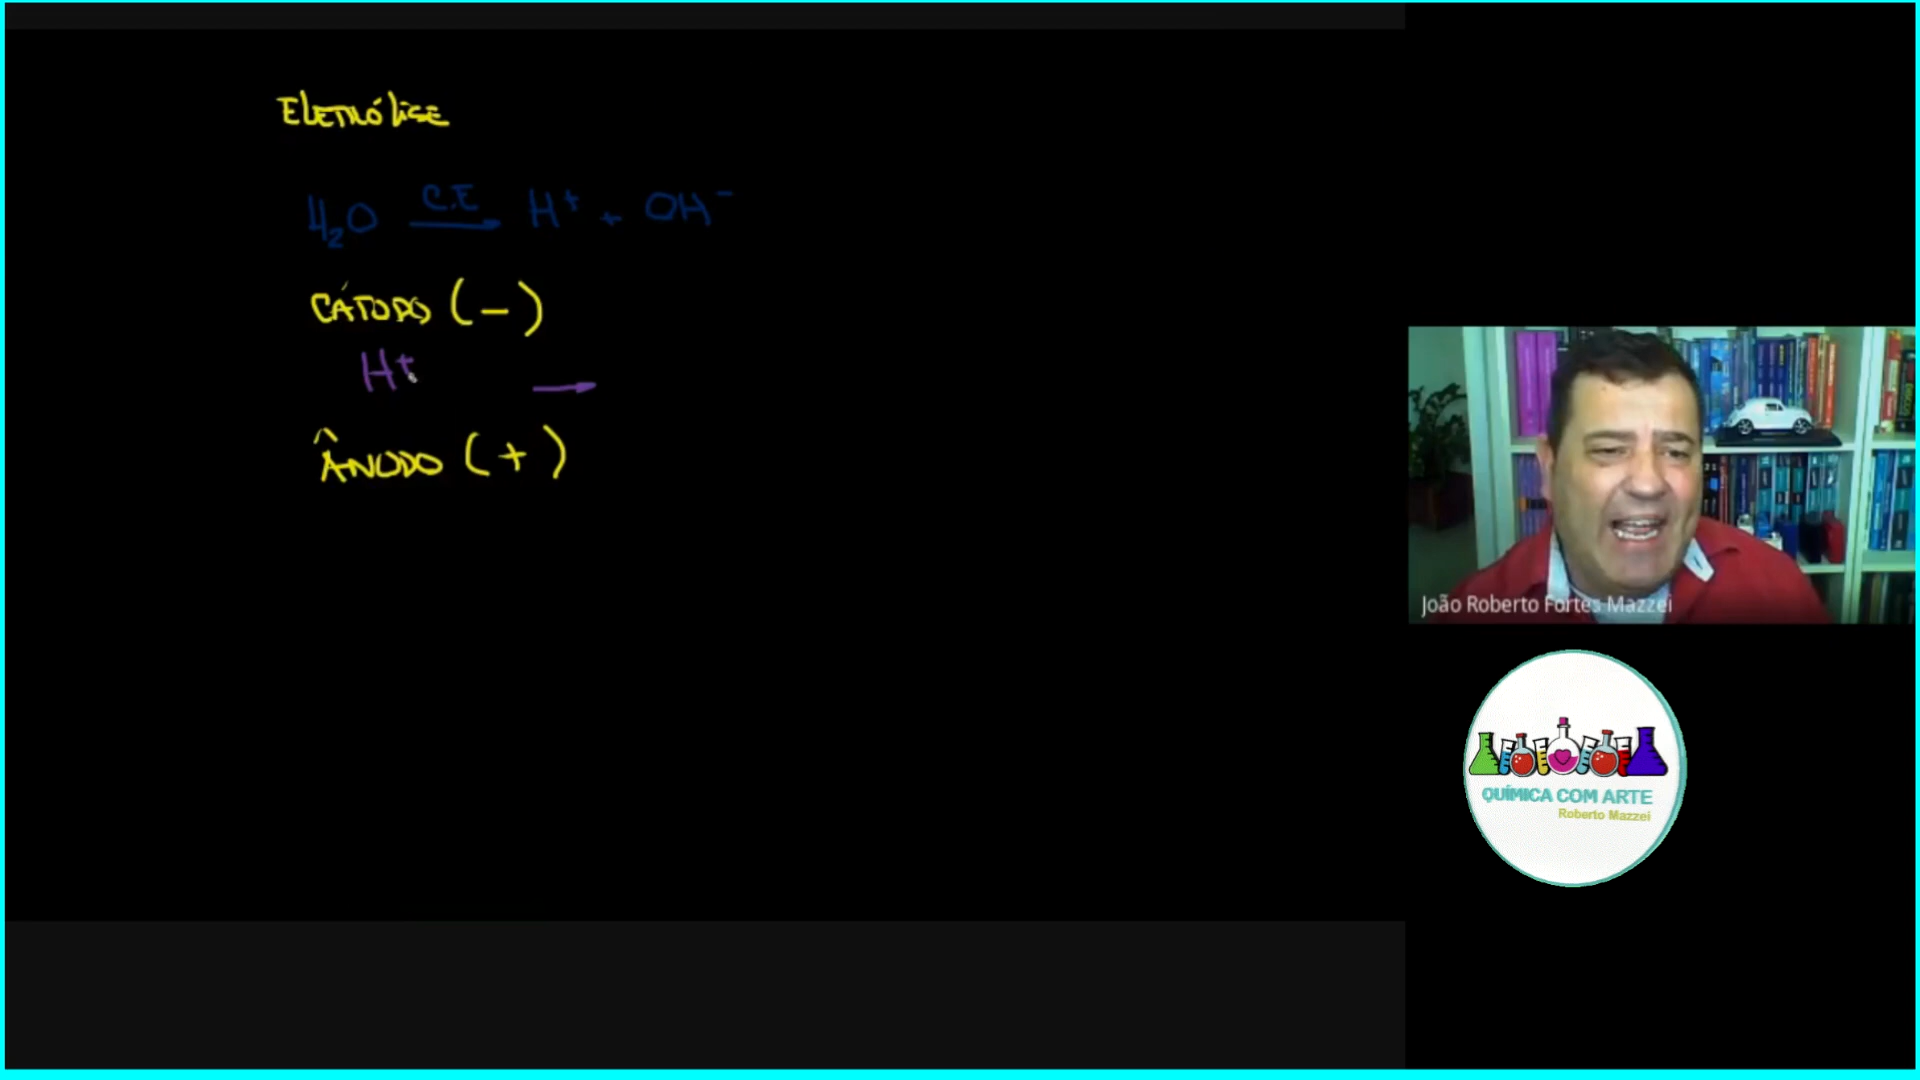 ELETRÓLISE
H₂O C.E → H⁺ + OH⁻
CÁTODO (-)
H⁺ →
ÂNODO (+)
João Roberto Fortes Mazzei
QUÍMICA COM ARTE
Roberto Mazzei